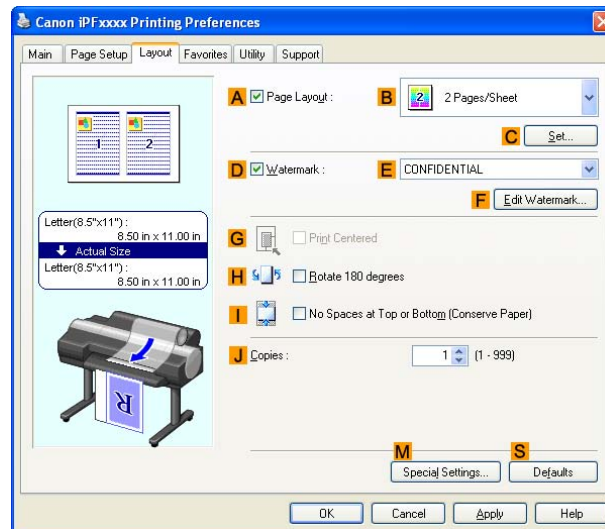 Canon iPFxxxx Printing Preferences
Main Page Setup Layout Favorites Utility Support
A Page Layout : B 2 2 Pages/Sheet
C Set...
D Watermark : E CONFIDENTIAL
F Edit Watermark...
G Print Centered
H Rotate 180 degrees
I No Spaces at Top or Bottom (Conserve Paper)
J Copies : 1 (1 - 999)
1 2
Letter(8.5"x11") :
8.50 in x 11.00 in
Actual Size
Letter(8.5"x11") :
8.50 in x 11.00 in
R
M S
Special Settings... Defaults
OK Cancel Apply Help